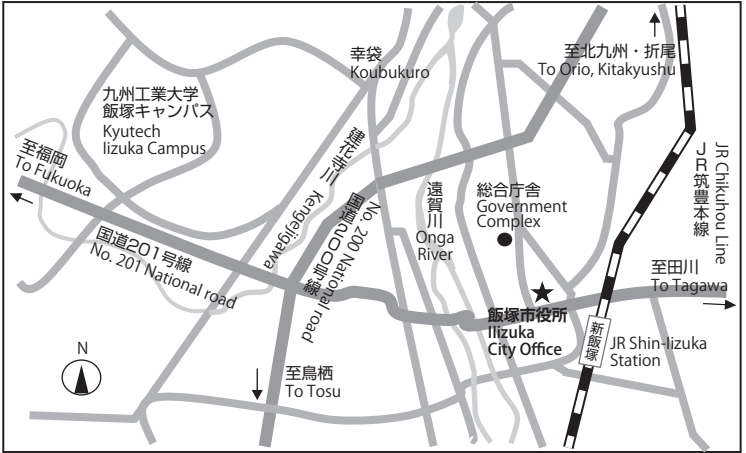 幸袋
Koubukuro
至北九州・折尾
To Orio, Kitakyushu
九州工業大学
飯塚キャンパス
Kyutech
Iizuka Campus
至福岡
To Fukuoka
建花寺川
Kengejigawa
国道200号線
No. 200 National road
遠賀川
Onga
River
総合庁舎
Government
Complex
JR Chikuhou Line
JR筑豊本線
国道201号線
No. 201 National road
至田川
To Tagawa
飯塚市役所
Ilizuka
City Office
新飯塚
JR Shin-Iizuka
Station
N
至鳥栖
To Tosu